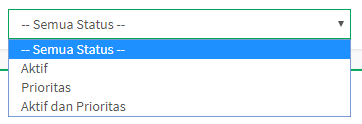 -- Semua Status --
-- Semua Status --
Aktif
Prioritas
Aktif dan Prioritas